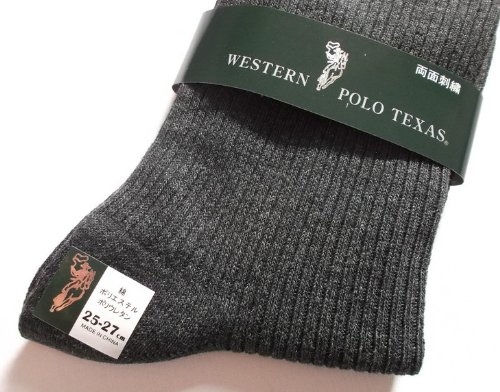 両面刺繍
WESTERN POLO TEXAS®
綿
ポリエステル
ポリウレタン
25-27cm
MADE IN CHINA